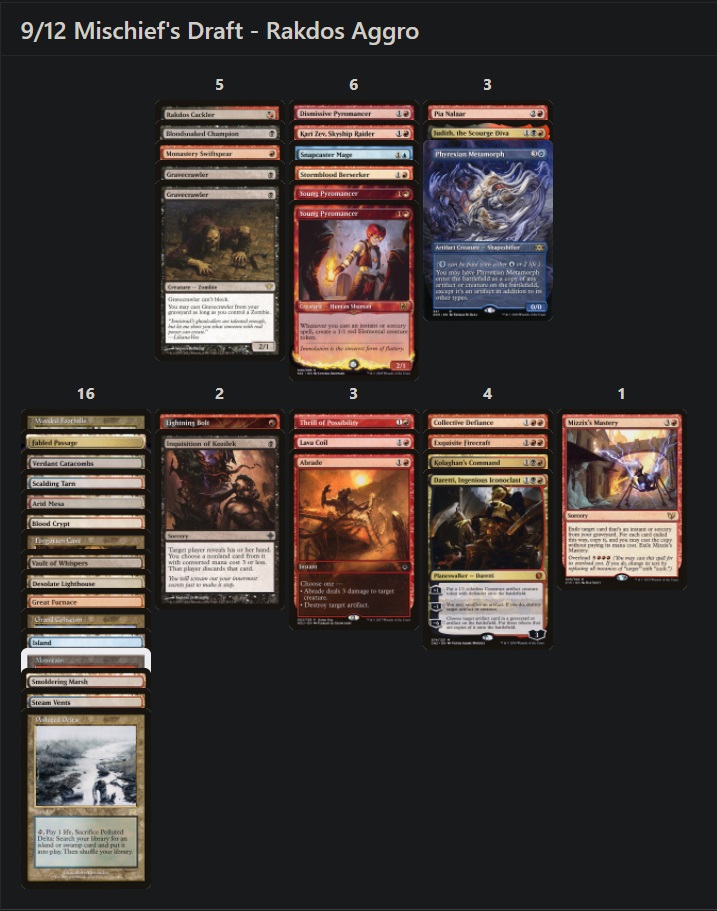 9/12 Mischief's Draft - Rakdos Aggro
5
6
3
Rakdos Cackler
Bloodsoaked Champion
Monastery Swiftspear
Gravecrawler
Gravecrawler
Creature — Zombie
Gravecrawler can't block.
You may cast Gravecrawler from your
graveyard as long as you control a Zombie.
—Liliana Vess
2/1
Dismissive Pyromancer
Kari Zev, Skyship Raider
Snapcaster Mage
Stormblood Berserker
Young Pyromancer
Young Pyromancer
Creature — Human Shaman
Whenever you cast an instant or sorcery
spell, create a 1/1 red Elemental creature
token.
Immolation is the sincerest form of flattery.
2/1
Pia Nalaar
Judith, the Scourge Diva
Phyrexian Metamorph
Artifact Creature — Shapeshifter
You may have Phyrexian Metamorph
enter the battlefield as a copy of any
artifact or creature on the battlefield,
except it's an artifact in addition to its
other types.
0/0
16
2
3
4
1
Wooded Foothills
Fabled Passage
Verdant Catacombs
Scalding Tarn
Arid Mesa
Blood Crypt
Forgotten Cave
Vault of Whispers
Desolate Lighthouse
Great Furnace
Grand Coliseum
Island
Mountain
Smoldering Marsh
Steam Vents
Polluted Delta
Land
, Pay 1 life, Sacrifice Polluted
Delta: Search your library for an
island or swamp card and put it
into play. Then shuffle your library.
Lightning Bolt
Inquisition of Kozilek
Sorcery
Target player reveals his or her hand.
You choose a nonland card from it
with converted mana cost 3 or less.
That player discards that card.
Thrill of Possibility
Lava Coil
Abrade
Instant
Choose one —
• Abrade deals 3 damage to target
creature.
• Destroy target artifact.
Collective Defiance
Exquisite Firecraft
Kolaghan's Command
Daretti, Ingenious Iconoclast
Planeswalker — Daretti
Mizzix's Mastery
Sorcery
Exile target card that's an instant or sorcery
from your graveyard. For each card exiled
this way, copy it, and you may cast the copy
without paying its mana cost. Exile Mizzix's
Mastery.